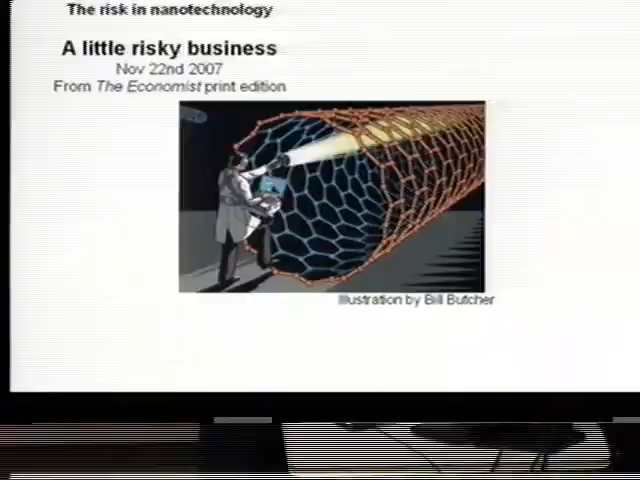 The risk in nanotechnology
A little risky business
Nov 22nd 2007
From The Economist print edition
Illustration by Bill Butcher